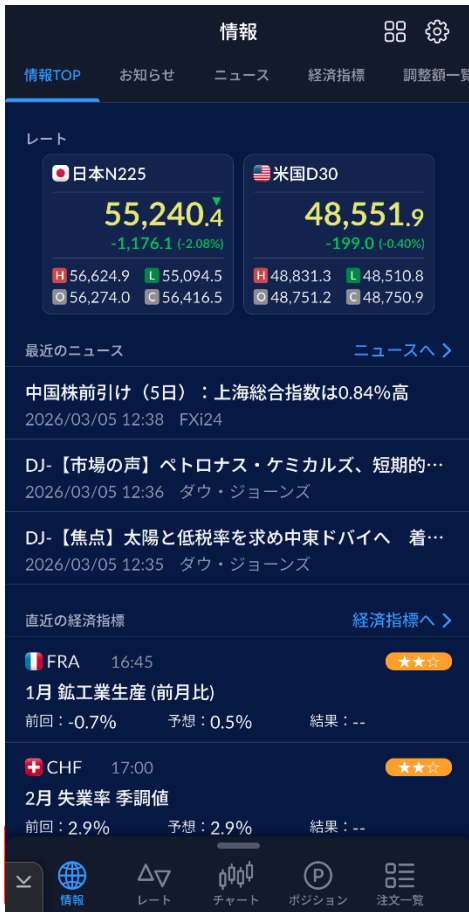 情報
情報TOP お知らせ ニュース 経済指標 調整額一覧
レート
日本N225 米国D30
55,240.4 48,551.9
-1,176.1 (-2.08%) -199.0 (-0.40%)
H 56,624.9 L 55,094.5 H 48,831.3 L 48,510.8
O 56,274.0 C 56,416.5 O 48,751.2 C 48,750.9
最近のニュース ニュースへ
中国株前引け（5日）：上海総合指数は0.84%高
2026/03/05 12:38 FXi24
DJ-【市場の声】ペトロナス・ケミカルズ、短期的…
2026/03/05 12:36 ダウ・ジョーンズ
DJ-【焦点】太陽と低税率を求め中東ドバイへ 着…
2026/03/05 12:35 ダウ・ジョーンズ
直近の経済指標 経済指標へ
FRA 16:45 ★★☆
1月 鉱工業生産 (前月比)
前回：-0.7% 予想：0.5% 結果：--
CHF 17:00 ★★☆
2月 失業率 季調値
前回：2.9% 予想：2.9% 結果：--
情報 レート チャート ポジション 注文一覧